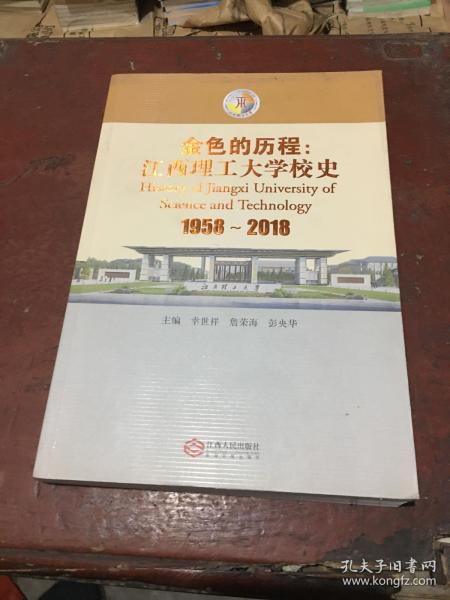 金色的历程：
江西理工大学校史
History of Jiangxi University of
Science and Technology
1958～2018
江西理工大学
主编 幸世祥 詹荣海 彭央华
江西人民出版社
孔夫子旧书网
www.kongfz.com